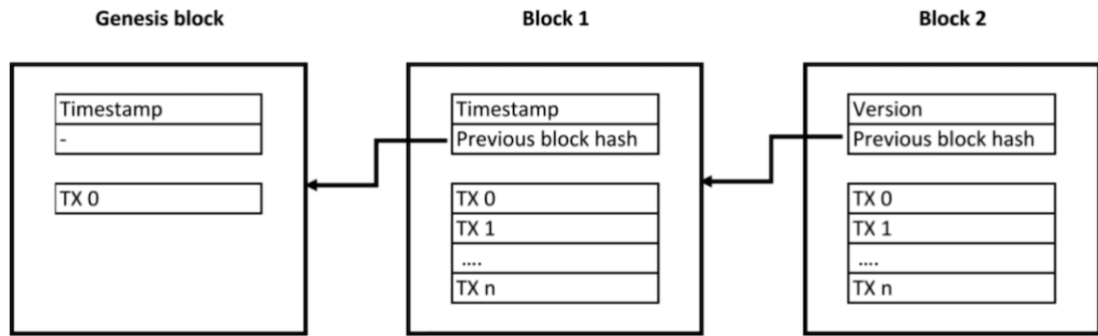 Genesis block
Timestamp
-
TX 0
Block 1
Timestamp
Previous block hash
TX 0
TX 1
....
TX n
Block 2
Version
Previous block hash
TX 0
TX 1
....
TX n